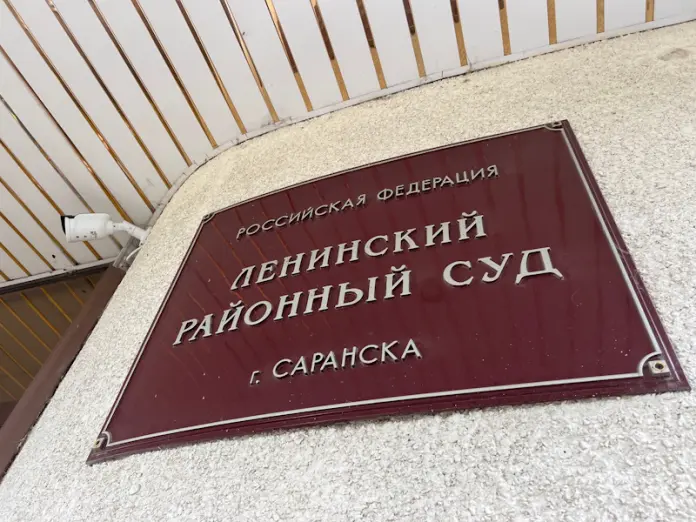 РОССИЙСКАЯ ФЕДЕРАЦИЯ
ЛЕНИНСКИЙ
РАЙОННЫЙ СУД
г. САРАНСКА